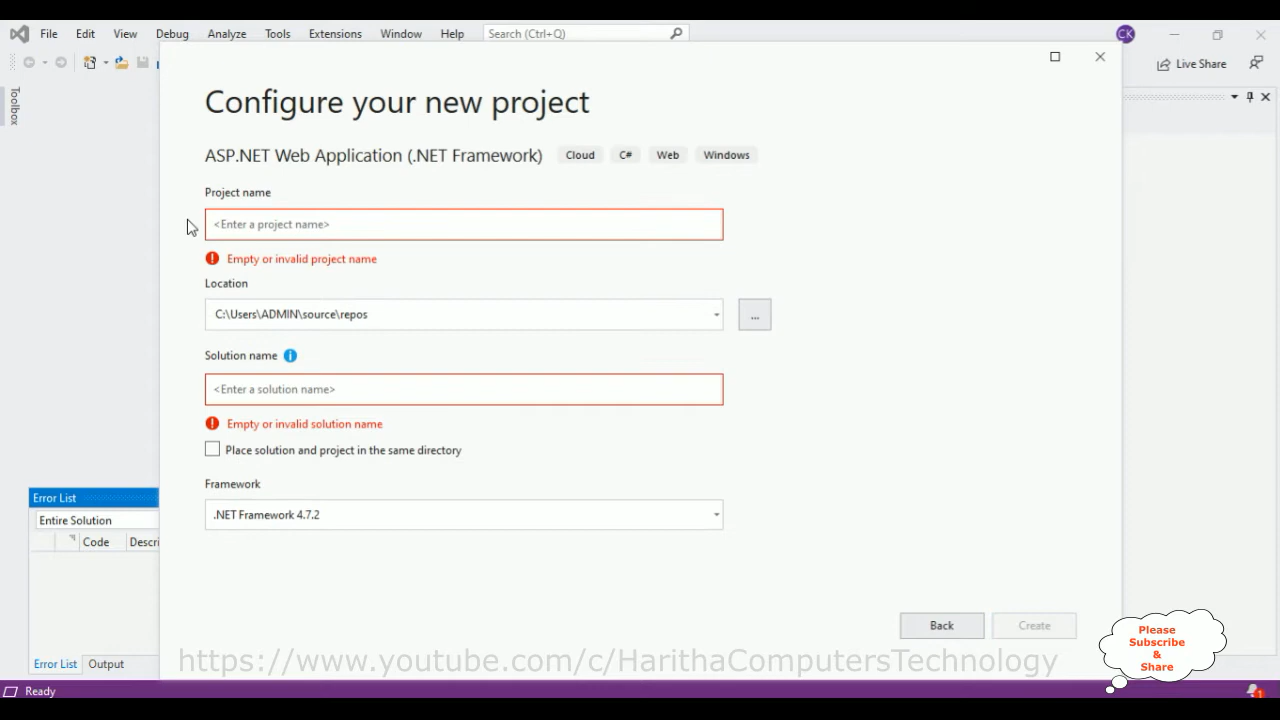 File Edit View Debug Analyze Tools Extensions Window Help Search (Ctrl+Q) CK
Live Share
Toolbox
Configure your new project
ASP.NET Web Application (.NET Framework) Cloud C# Web Windows
Project name
<Enter a project name>
Empty or invalid project name
Location
C:\Users\ADMIN\source\repos
...
Solution name
<Enter a solution name>
Empty or invalid solution name
Place solution and project in the same directory
Framework
.NET Framework 4.7.2
Error List
Entire Solution
Code Descri
Back Create
Error List Output
https://www.youtube.com/c/HarithaComputersTechnology
Please
Subscribe
&
Share
Ready
1